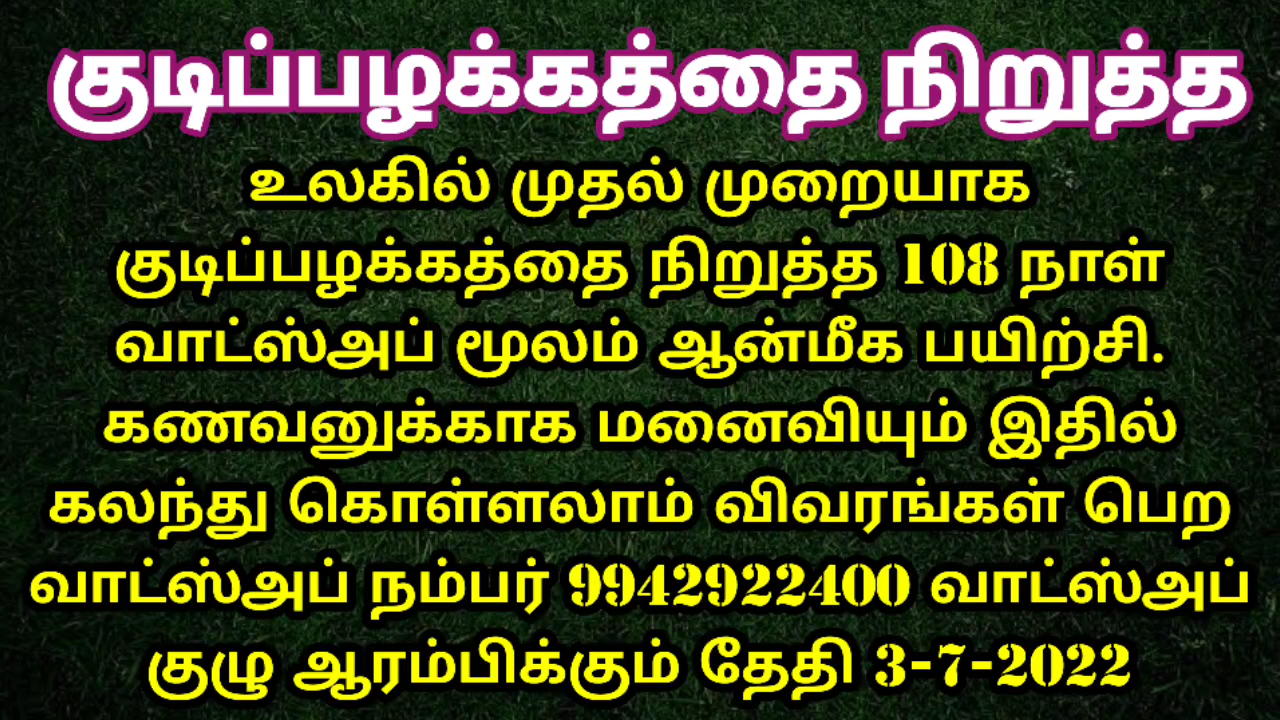 குடிப்பழக்கத்தை நிறுத்த
உலகில் முதல் முறையாக
குடிப்பழக்கத்தை நிறுத்த 108 நாள்
வாட்ஸ்அப் மூலம் ஆன்மீக பயிற்சி.
கணவனுக்காக மனைவியும் இதில்
கலந்து கொள்ளலாம் விவரங்கள் பெற
வாட்ஸ்அப் நம்பர் 9942922400 வாட்ஸ்அப்
குழு ஆரம்பிக்கும் தேதி 3-7-2022